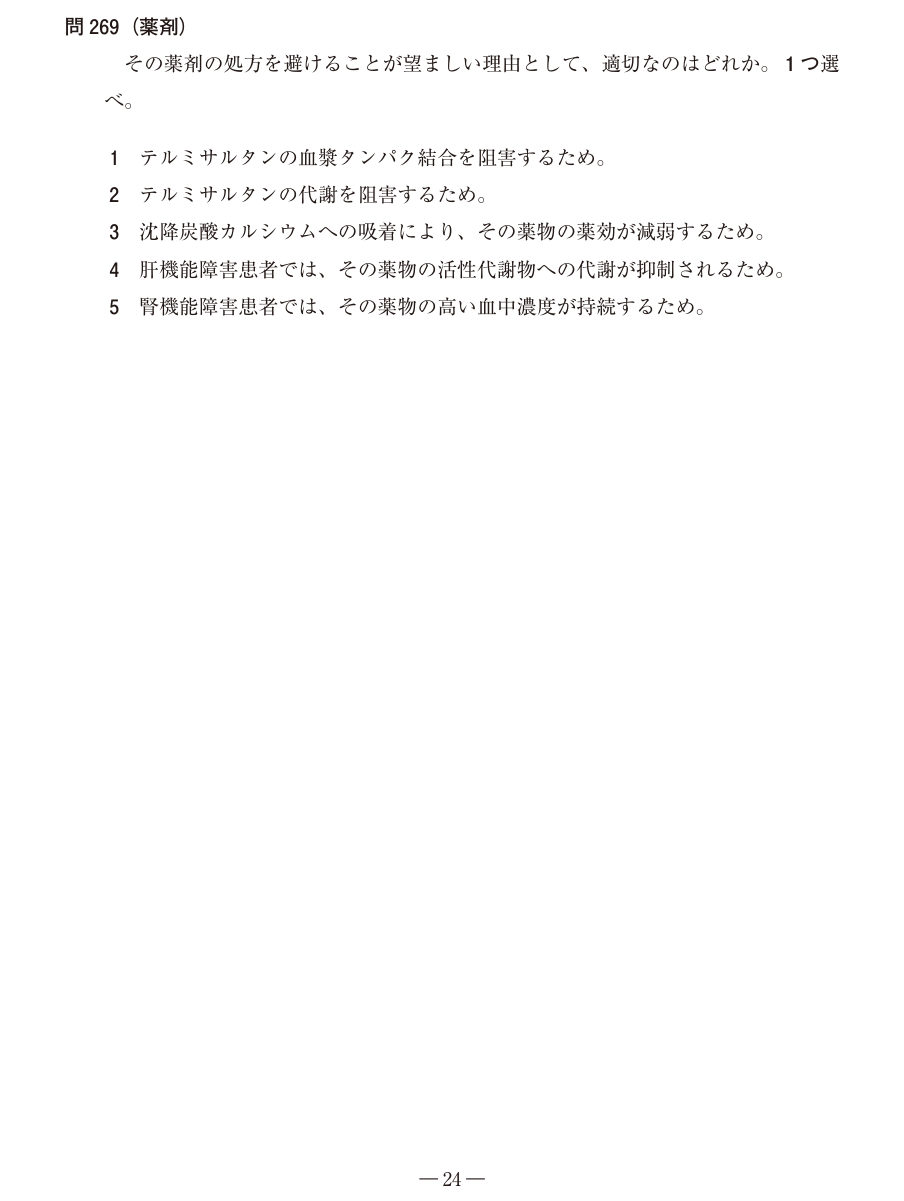 問 269（薬剤）
その薬剤の処方を避けることが望ましい理由として、適切なのはどれか。1つ選
べ。
1 テルミサルタンの血漿タンパク結合を阻害するため。
2 テルミサルタンの代謝を阻害するため。
3 沈降炭酸カルシウムへの吸着により、その薬物の薬効が減弱するため。
4 肝機能障害患者では、その薬物の活性代謝物への代謝が抑制されるため。
5 腎機能障害患者では、その薬物の高い血中濃度が持続するため。
— 24 —